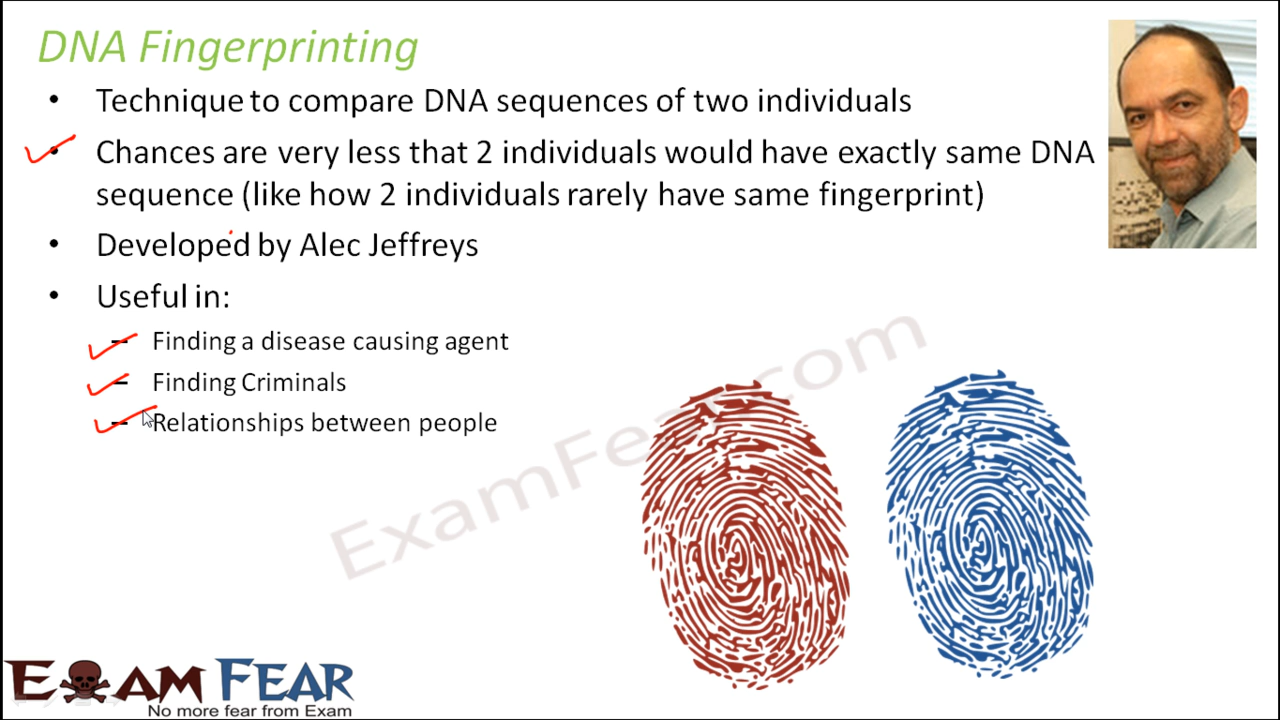 DNA Fingerprinting
• Technique to compare DNA sequences of two individuals
• Chances are very less that 2 individuals would have exactly same DNA
sequence (like how 2 individuals rarely have same fingerprint)
• Developed by Alec Jeffreys
• Useful in:
– Finding a disease causing agent
– Finding Criminals
– Relationships between people
ExamFear.com
EXAM FEAR
No more fear from Exam